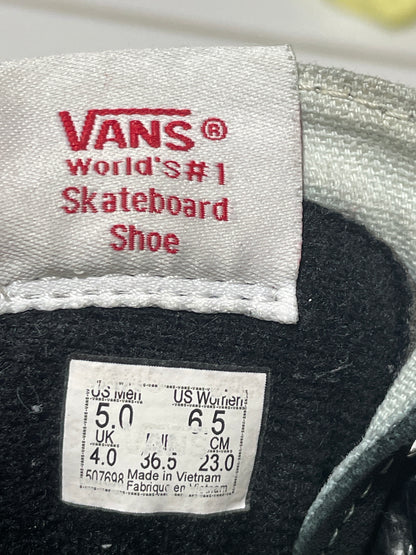 VANS®
World's#1
Skateboard
Shoe
US Men US Women
5.0 6.5
UK CM
4.0 36.5 23.0
507698 Made in Vietnam
Fabriqué en Vietnam